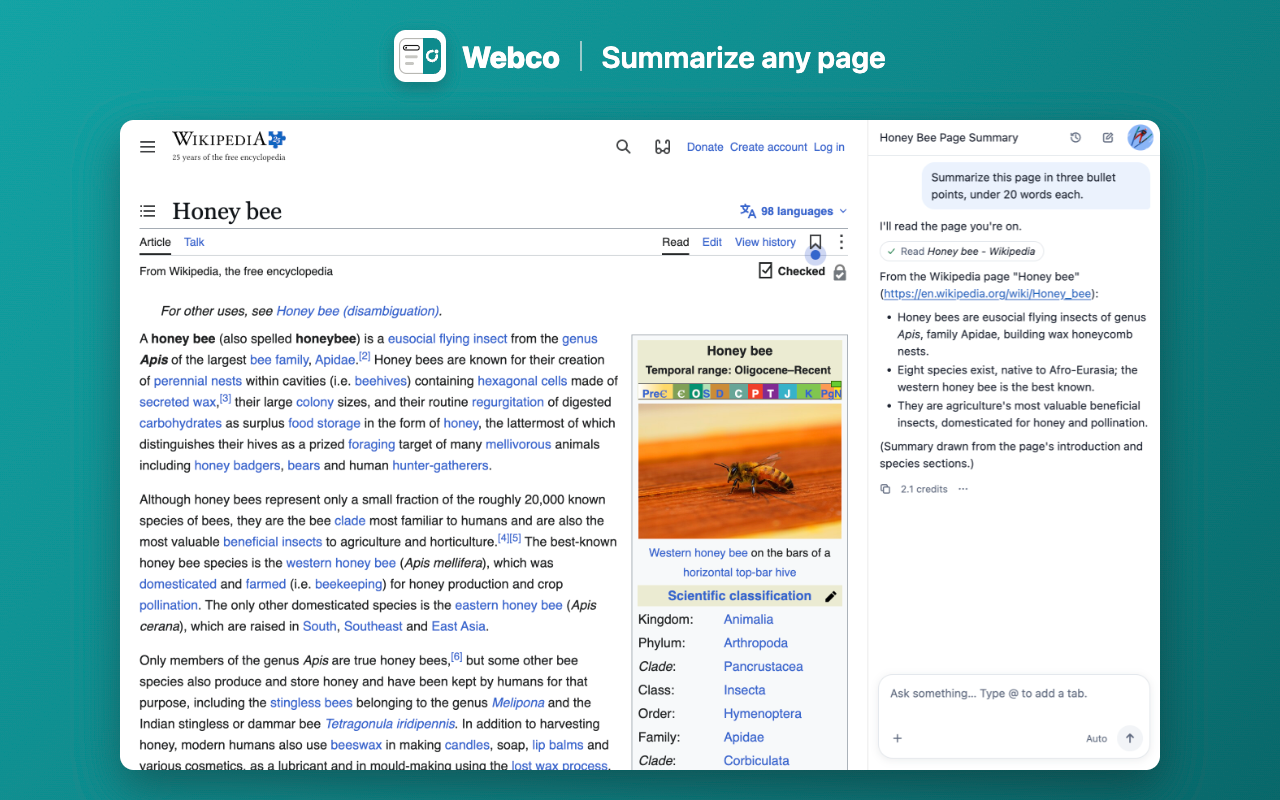 Webco | Summarize any page
WIKIPEDIA
25 years of the free encyclopedia
Donate Create account Log in
Honey bee
98 languages
Article Talk
Read Edit View history
From Wikipedia, the free encyclopedia
Checked
For other uses, see Honey bee (disambiguation).
A honey bee (also spelled honeybee) is a eusocial flying insect from the genus
Apis of the largest bee family, Apidae.[2] Honey bees are known for their creation
of perennial nests within cavities (i.e. beehives) containing hexagonal cells made of
secreted wax,[3] their large colony sizes, and their routine regurgitation of digested
carbohydrates as surplus food storage in the form of honey, the lattermost of which
distinguishes their hives as a prized foraging target of many mellivorous animals
including honey badgers, bears and human hunter-gatherers.
Although honey bees represent only a small fraction of the roughly 20,000 known
species of bees, they are the bee clade most familiar to humans and are also the
most valuable beneficial insects to agriculture and horticulture.[4][5] The best-known
honey bee species is the western honey bee (Apis mellifera), which was
domesticated and farmed (i.e. beekeeping) for honey production and crop
pollination. The only other domesticated species is the eastern honey bee (Apis
cerana), which are raised in South, Southeast and East Asia.
Only members of the genus Apis are true honey bees,[6] but some other bee
species also produce and store honey and have been kept by humans for that
purpose, including the stingless bees belonging to the genus Melipona and the
Indian stingless or dammar bee Tetragonula iridipennis. In addition to harvesting
honey, modern humans also use beeswax in making candles, soap, lip balms and
various cosmetics, as a lubricant and in mould-making using the lost wax process.
Honey bee
Temporal range: Oligocene–Recent
PreꞒ Ꞓ O S D C P T J K Pg N
Western honey bee on the bars of a
horizontal top-bar hive
Scientific classification
Kingdom: Animalia
Phylum: Arthropoda
Clade: Pancrustacea
Class: Insecta
Order: Hymenoptera
Family: Apidae
Clade: Corbiculata
Honey Bee Page Summary
Summarize this page in three bullet
points, under 20 words each.
I'll read the page you're on.
✓ Read Honey bee - Wikipedia
From the Wikipedia page "Honey bee"
(https://en.wikipedia.org/wiki/Honey_bee):
• Honey bees are eusocial flying insects of genus
Apis, family Apidae, building wax honeycomb
nests.
• Eight species exist, native to Afro-Eurasia; the
western honey bee is the best known.
• They are agriculture's most valuable beneficial
insects, domesticated for honey and pollination.
(Summary drawn from the page's introduction and
species sections.)
2.1 credits ...
Ask something... Type @ to add a tab.
+ Auto